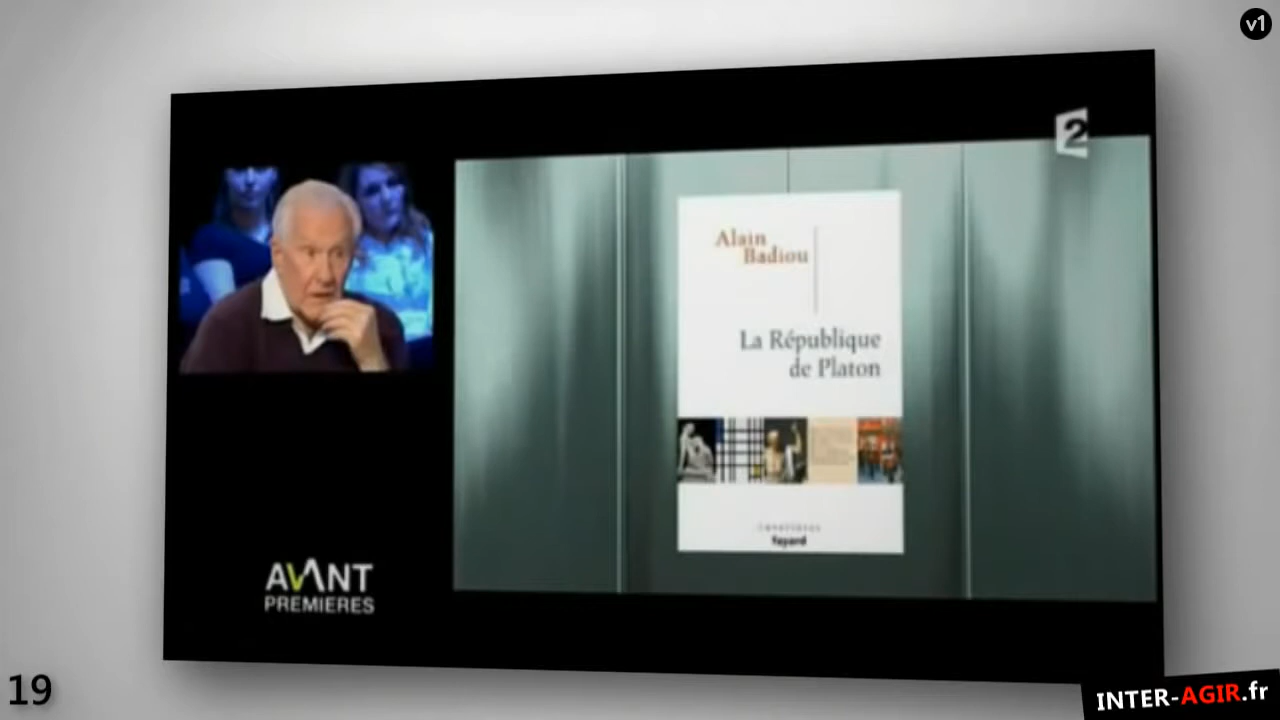 v1
2
Alain
Badiou
La République
de Platon
fayard
AVANT
PREMIERES
19
INTER-AGIR.fr